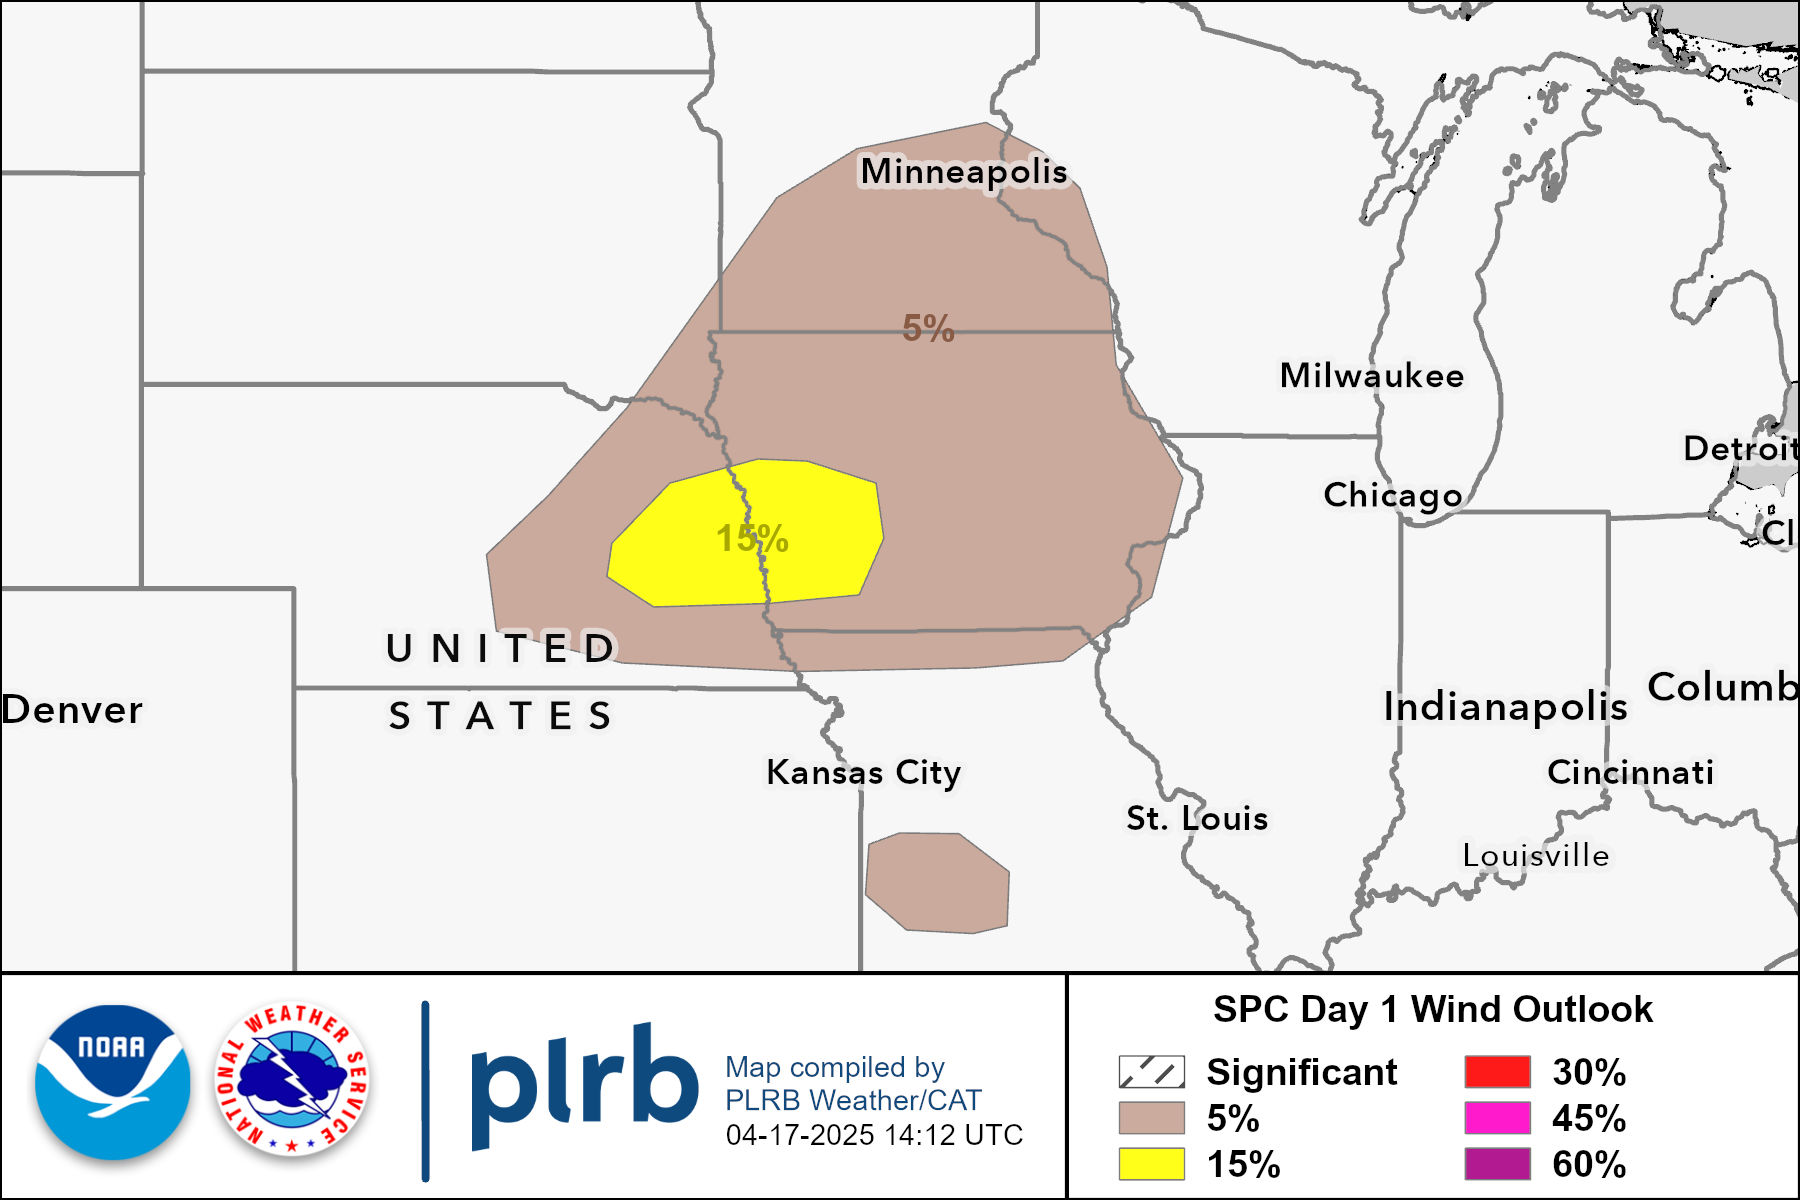 Minneapolis
5%
Milwaukee
Detroit
Chicago
15%
Cl
UNITED
STATES
Denver
Indianapolis
Columb
Kansas City
Cincinnati
St. Louis
Louisville
NOAA
NATIONAL WEATHER SERVICE
plrb
Map compiled by
PLRB Weather/CAT
04-17-2025 14:12 UTC
SPC Day 1 Wind Outlook
Significant
5%
15%
30%
45%
60%